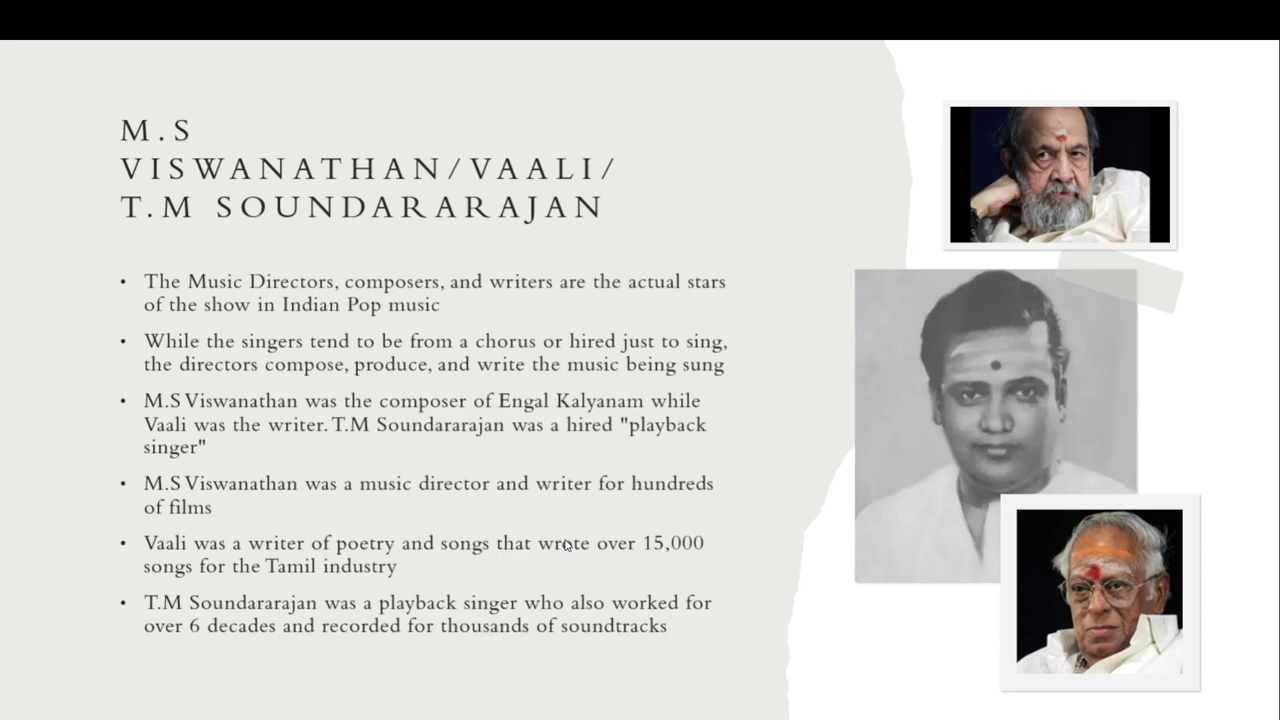 M.S
VISWANATHAN/VAALI/
T.M SOUNDARARAJAN
• The Music Directors, composers, and writers are the actual stars
of the show in Indian Pop music
• While the singers tend to be from a chorus or hired just to sing,
the directors compose, produce, and write the music being sung
• M.S Viswanathan was the composer of Engal Kalyanam while
Vaali was the writer. T.M Soundararajan was a hired "playback
singer"
• M.S Viswanathan was a music director and writer for hundreds
of films
• Vaali was a writer of poetry and songs that wrote over 15,000
songs for the Tamil industry
• T.M Soundararajan was a playback singer who also worked for
over 6 decades and recorded for thousands of soundtracks